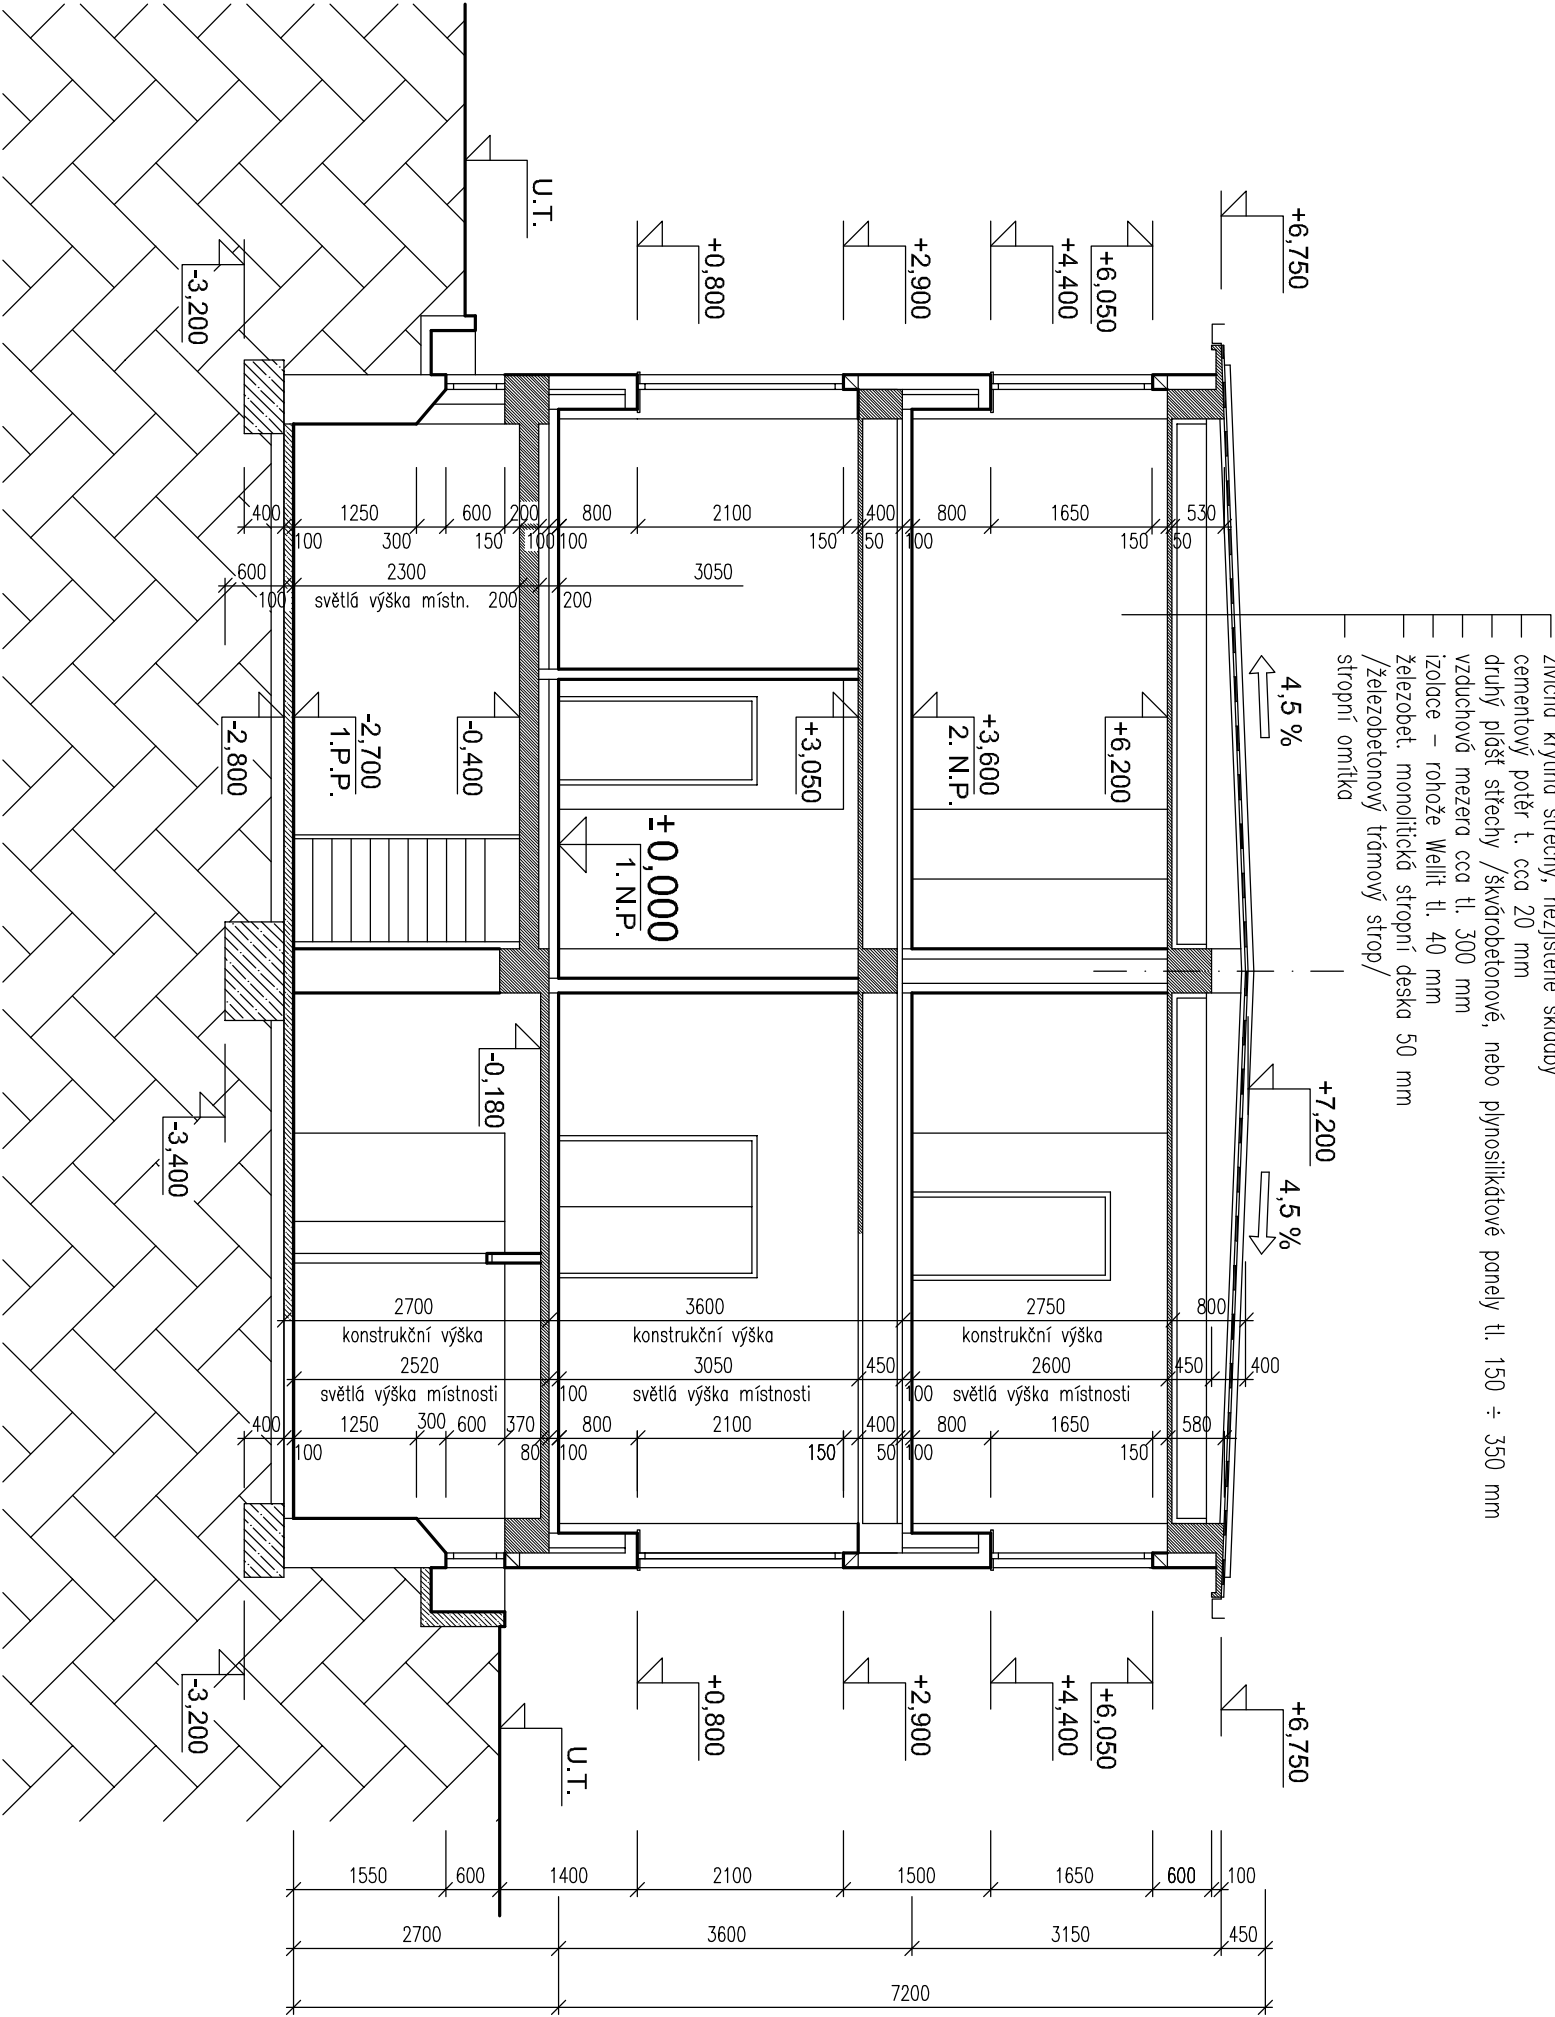 živičná krytina střechy, nezjištěné skladby
cementový potěr t. cca 20 mm
druhý plášť střechy /škvárobetonové, nebo plynosilikátové panely tl. 150 ÷ 350 mm
vzduchová mezera cca tl. 300 mm
izolace – rohože Wellit tl. 40 mm
železobet. monolitická stropní deska 50 mm
/železobetonový trámový strop/
stropní omítka
4,5 %
4,5 %
+7,200
+6,750
+6,750
+6,050
+4,400
+2,900
+0,800
U.T.
-3,200
+6,050
+4,400
+2,900
+0,800
U.T.
-3,200
-3,400
+6,200
+3,600
2. N.P.
+3,050
±0,000
1. N.P.
-0,400
-0,180
-2,700
1.P.P.
-2,800
400 1250 600 200 800 2100 400 800 1650 530
100 300 150 100 100 150 50 100 150 50
600 2300 3050
100 světlá výška místn. 200 200
2700 3600 2750 800
konstrukční výška konstrukční výška konstrukční výška
2520 3050 450 2600 450 400
světlá výška místnosti 100 světlá výška místnosti 100 světlá výška místnosti
400 1250 300 600 370 800 2100 400 800 1650 580
100 80 100 150 50 100 150
1550 600 1400 2100 1500 1650 600 100
2700 3600 3150 450
7200